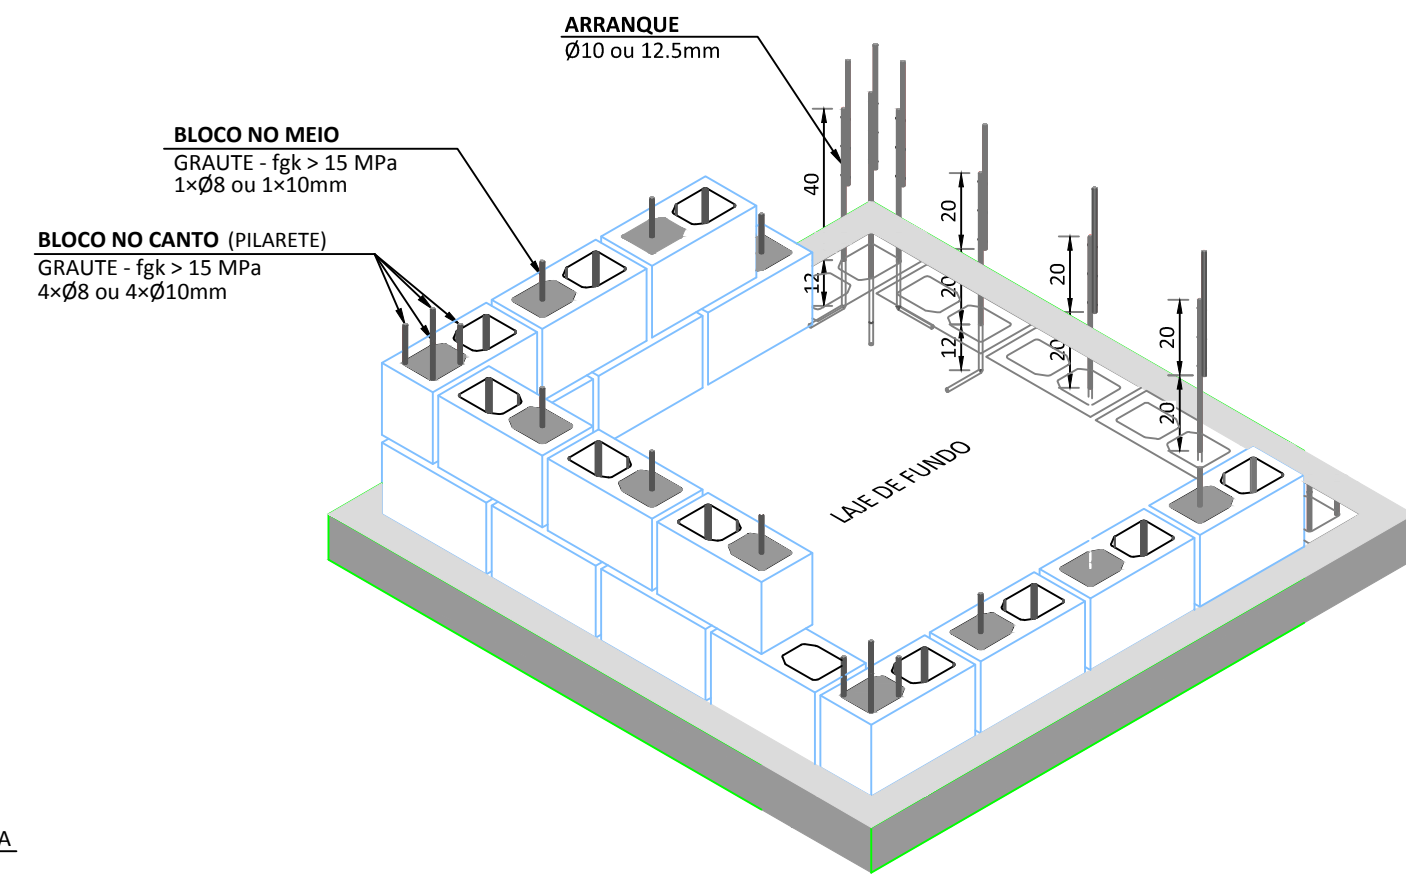 ARRANQUE
Ø10 ou 12.5mm
BLOCO NO MEIO
GRAUTE - fgk > 15 MPa
1×Ø8 ou 1×10mm
BLOCO NO CANTO (PILARETE)
GRAUTE - fgk > 15 MPa
4×Ø8 ou 4×Ø10mm
40
12
20
20
12
20
20
20
20
LAJE DE FUNDO
A